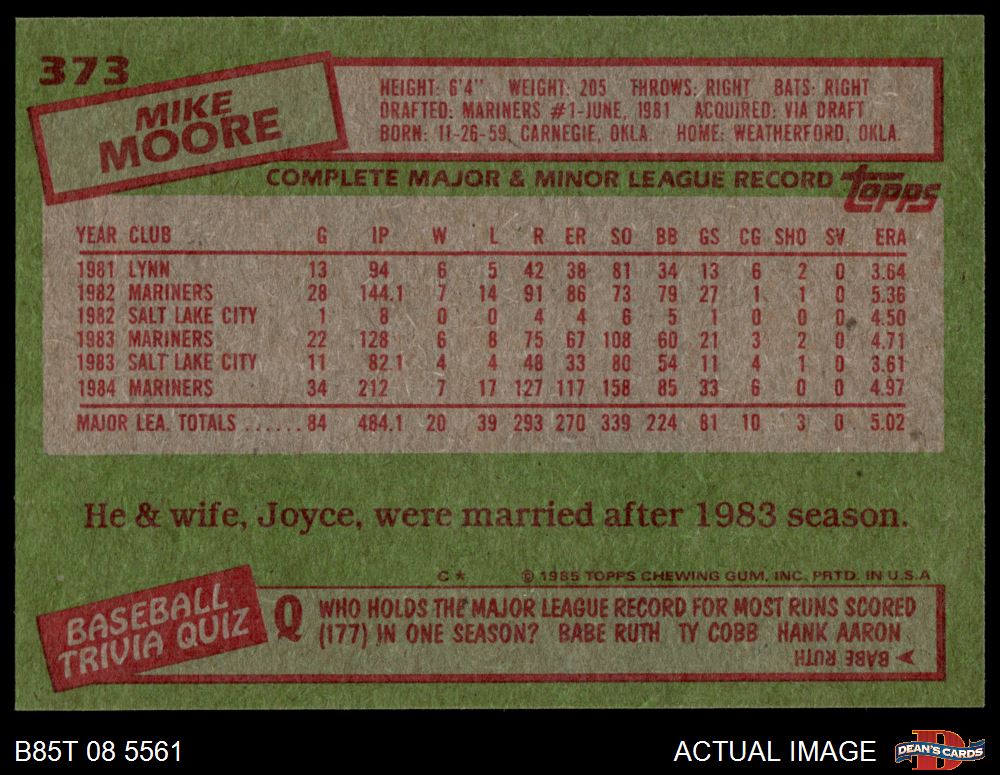 373
MIKE
MOORE
HEIGHT: 6'4" WEIGHT: 205 THROWS: RIGHT BATS: RIGHT
DRAFTED: MARINERS #1-JUNE, 1981 ACQUIRED: VIA DRAFT
BORN: 11-26-59, CARNEGIE, OKLA. HOME: WEATHERFORD, OKLA.
COMPLETE MAJOR & MINOR LEAGUE RECORD topps
YEAR CLUB G IP W L R ER SO BB GS CG SHO SV ERA
1981 LYNN 13 94 6 5 42 38 81 34 13 6 2 0 3.64
1982 MARINERS 28 144.1 7 14 91 86 73 79 27 1 1 0 5.36
1982 SALT LAKE CITY 1 8 0 0 4 4 6 5 1 0 0 0 4.50
1983 MARINERS 22 128 6 8 75 67 108 60 21 3 2 0 4.71
1983 SALT LAKE CITY 11 82.1 4 4 48 33 80 54 11 4 1 0 3.61
1984 MARINERS 34 212 7 17 127 117 158 85 33 6 0 0 4.97
MAJOR LEA. TOTALS ...... 84 484.1 20 39 293 270 339 224 81 10 3 0 5.02
He & wife, Joyce, were married after 1983 season.
C* © 1985 TOPPS CHEWING GUM, INC. PRTD. IN U.S.A
BASEBALL
TRIVIA QUIZ
Q WHO HOLDS THE MAJOR LEAGUE RECORD FOR MOST RUNS SCORED
(177) IN ONE SEASON? BABE RUTH TY COBB HANK AARON
BABE RUTH
B85T 08 5561 ACTUAL IMAGE DEAN'S CARDS